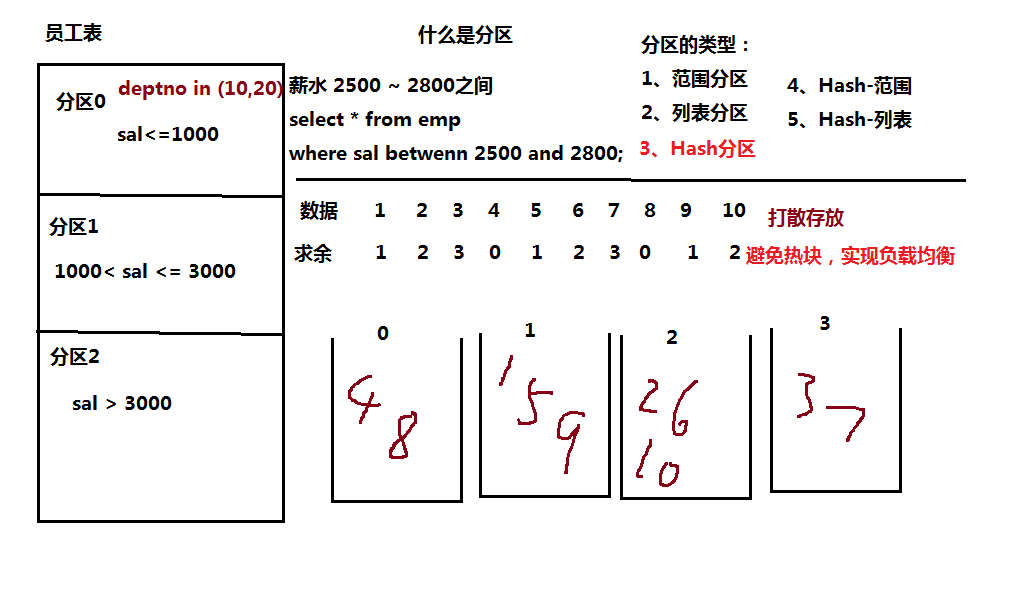 员工表
什么是分区
分区0
deptno in (10,20)
sal<=1000
分区1
1000< sal <= 3000
分区2
sal > 3000
薪水 2500 ~ 2800之间
select * from emp
where sal betwenn 2500 and 2800;
分区的类型：
1、范围分区
2、列表分区
3、Hash分区
4、Hash-范围
5、Hash-列表
数据 1 2 3 4 5 6 7 8 9 10
打散存放
求余 1 2 3 0 1 2 3 0 1 2
避免热块，实现负载均衡
0
4
8
1
1
5
9
2
2 6
10
3
3
7